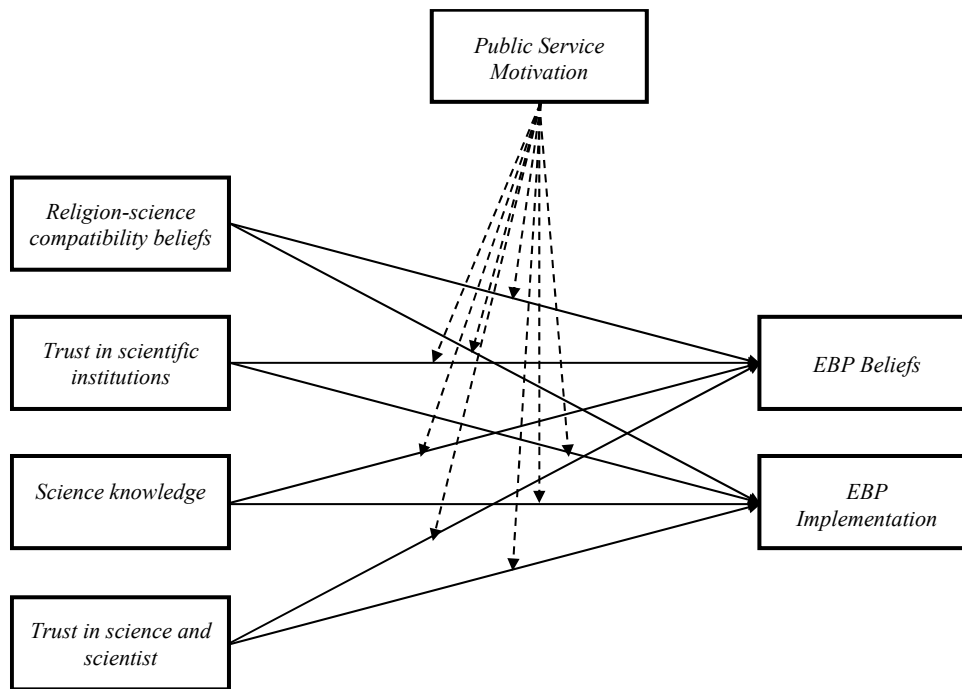 Public Service
Motivation
Religion-science
compatibility beliefs
Trust in scientific
institutions
EBP Beliefs
Science knowledge
EBP
Implementation
Trust in science and
scientist